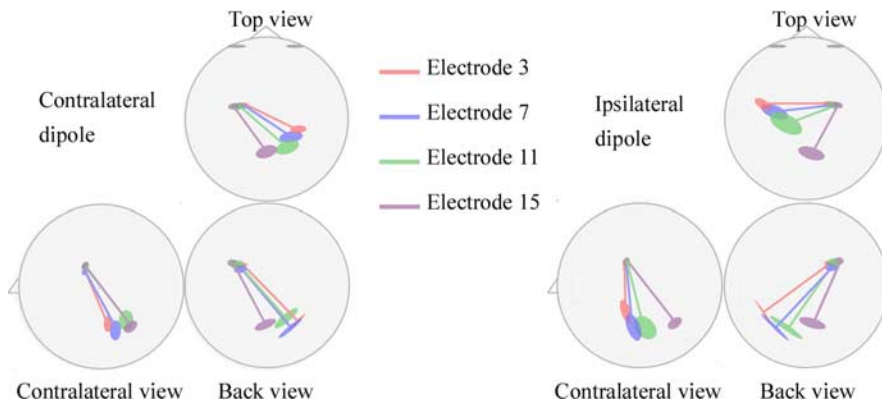 Top view
Contralateral
dipole
Electrode 3
Electrode 7
Electrode 11
Electrode 15
Contralateral view
Back view
Top view
Ipsilateral
dipole
Contralateral view
Back view